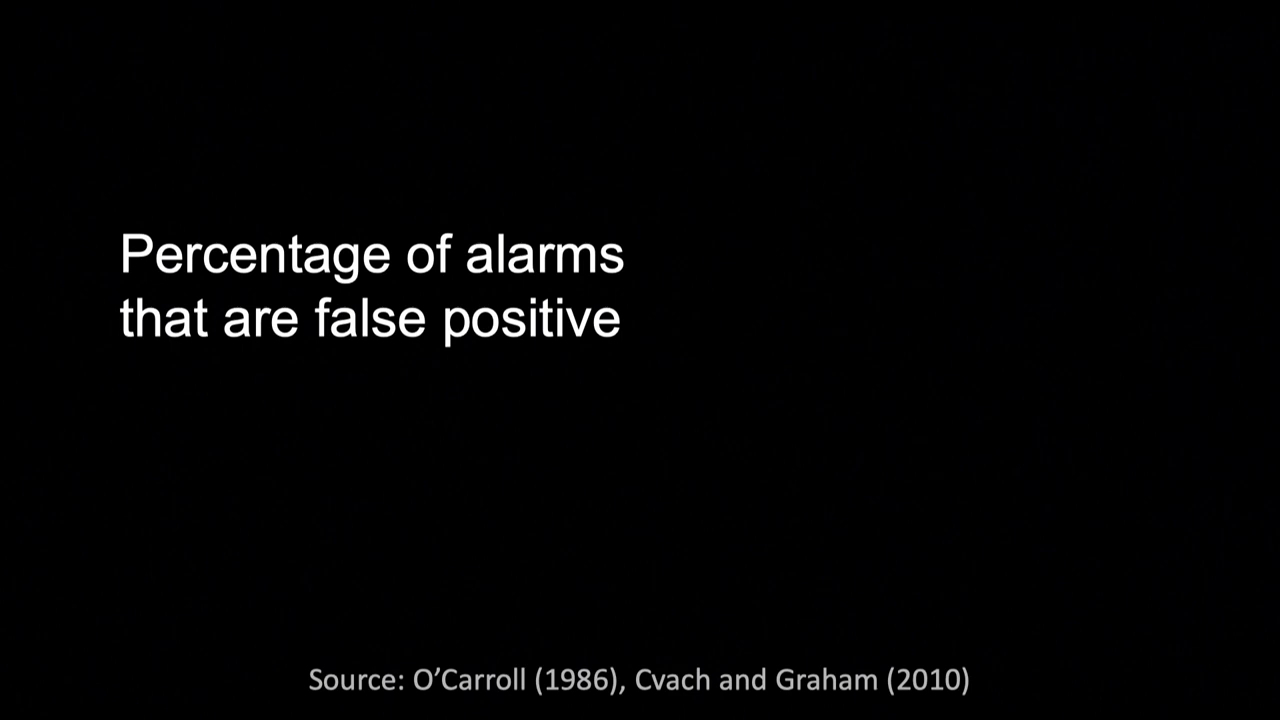 Percentage of alarms
that are false positive
Source: O’Carroll (1986), Cvach and Graham (2010)